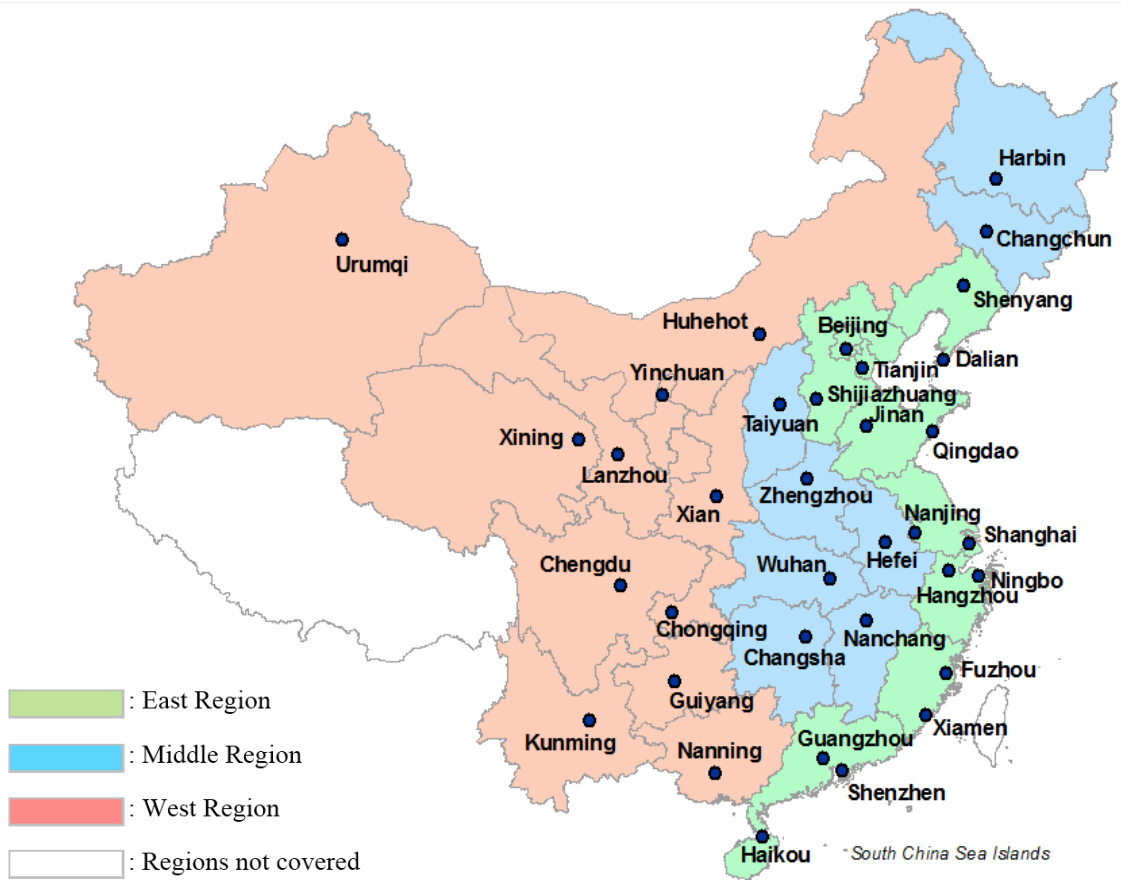 Harbin
Changchun
Urumqi
Shenyang
Huhehot
Beijing
Dalian
Tianjin
Yinchuan
Shijiazhuang
Jinan
Taiyuan
Xining
Qingdao
Lanzhou
Zhengzhou
Xian
Nanjing
Shanghai
Hefei
Chengdu
Wuhan
Ningbo
Hangzhou
Chongqing
Nanchang
Changsha
Fuzhou
Guiyang
: East Region
Xiamen
Kunming
Guangzhou
Nanning
: Middle Region
Shenzhen
: West Region
Haikou
South China Sea Islands
: Regions not covered